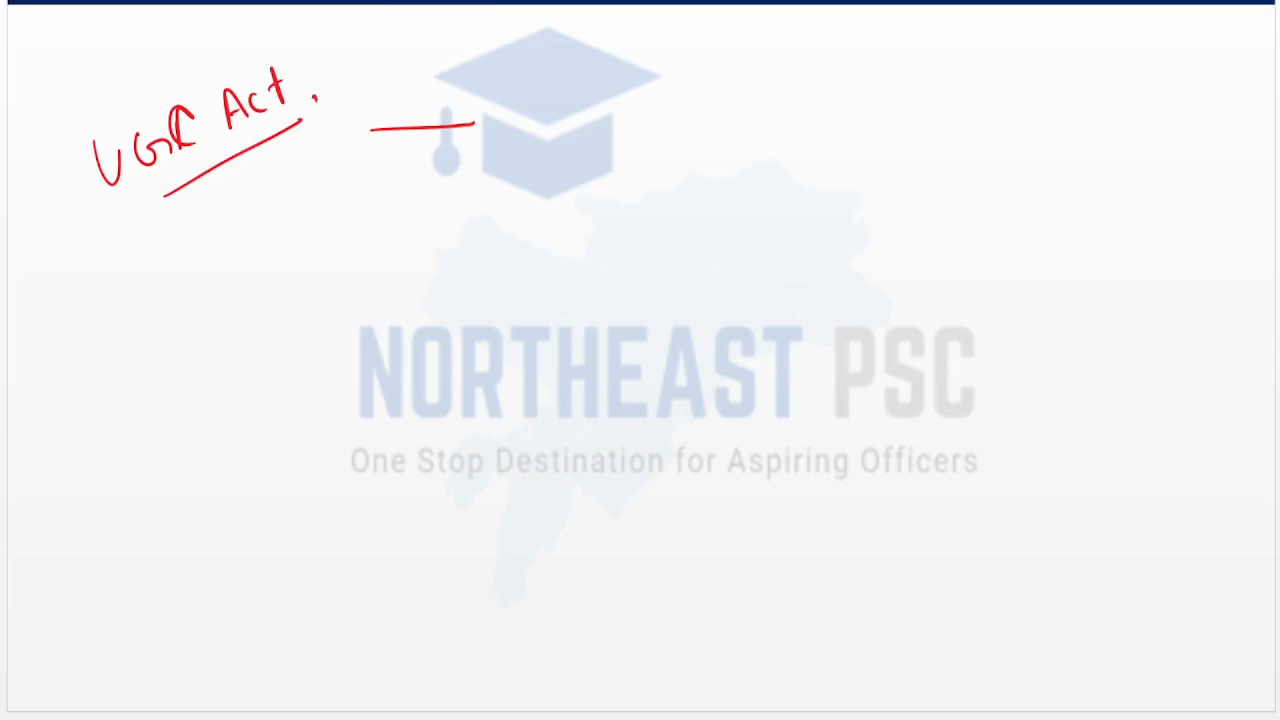 UGC Act.
NORTHEAST PSC
One Stop Destination for Aspiring Officers